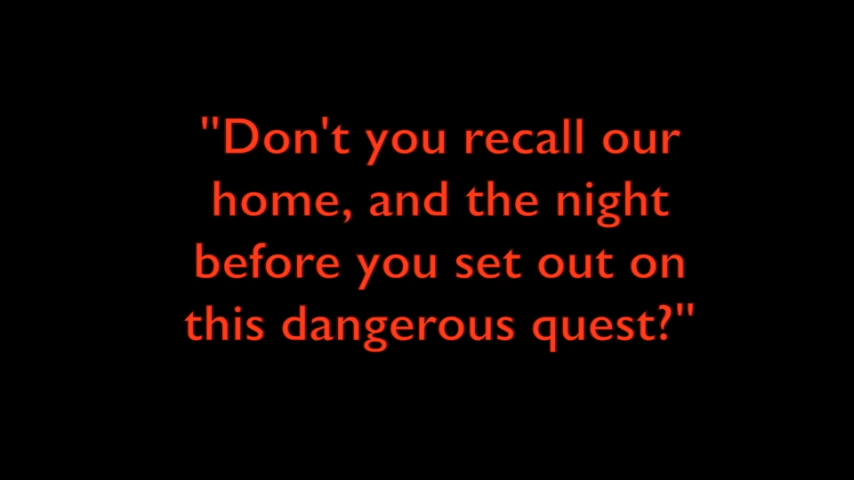 "Don't you recall our
home, and the night
before you set out on
this dangerous quest?"